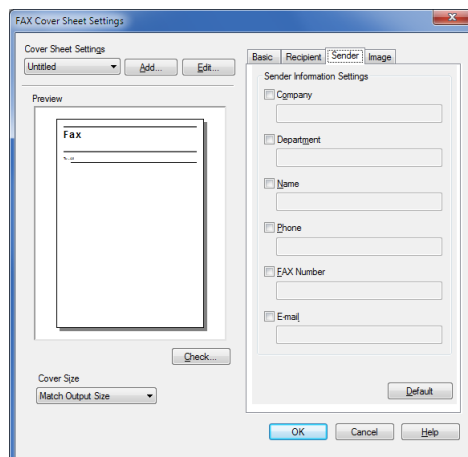 FAX Cover Sheet Settings
Cover Sheet Settings
Untitled
Add...
Edit...
Preview
Fax
Check...
Cover Size
Match Output Size
Basic
Recipient
Sender
Image
Sender Information Settings
Company
Department
Name
Phone
FAX Number
E-mail
Default
OK
Cancel
Help